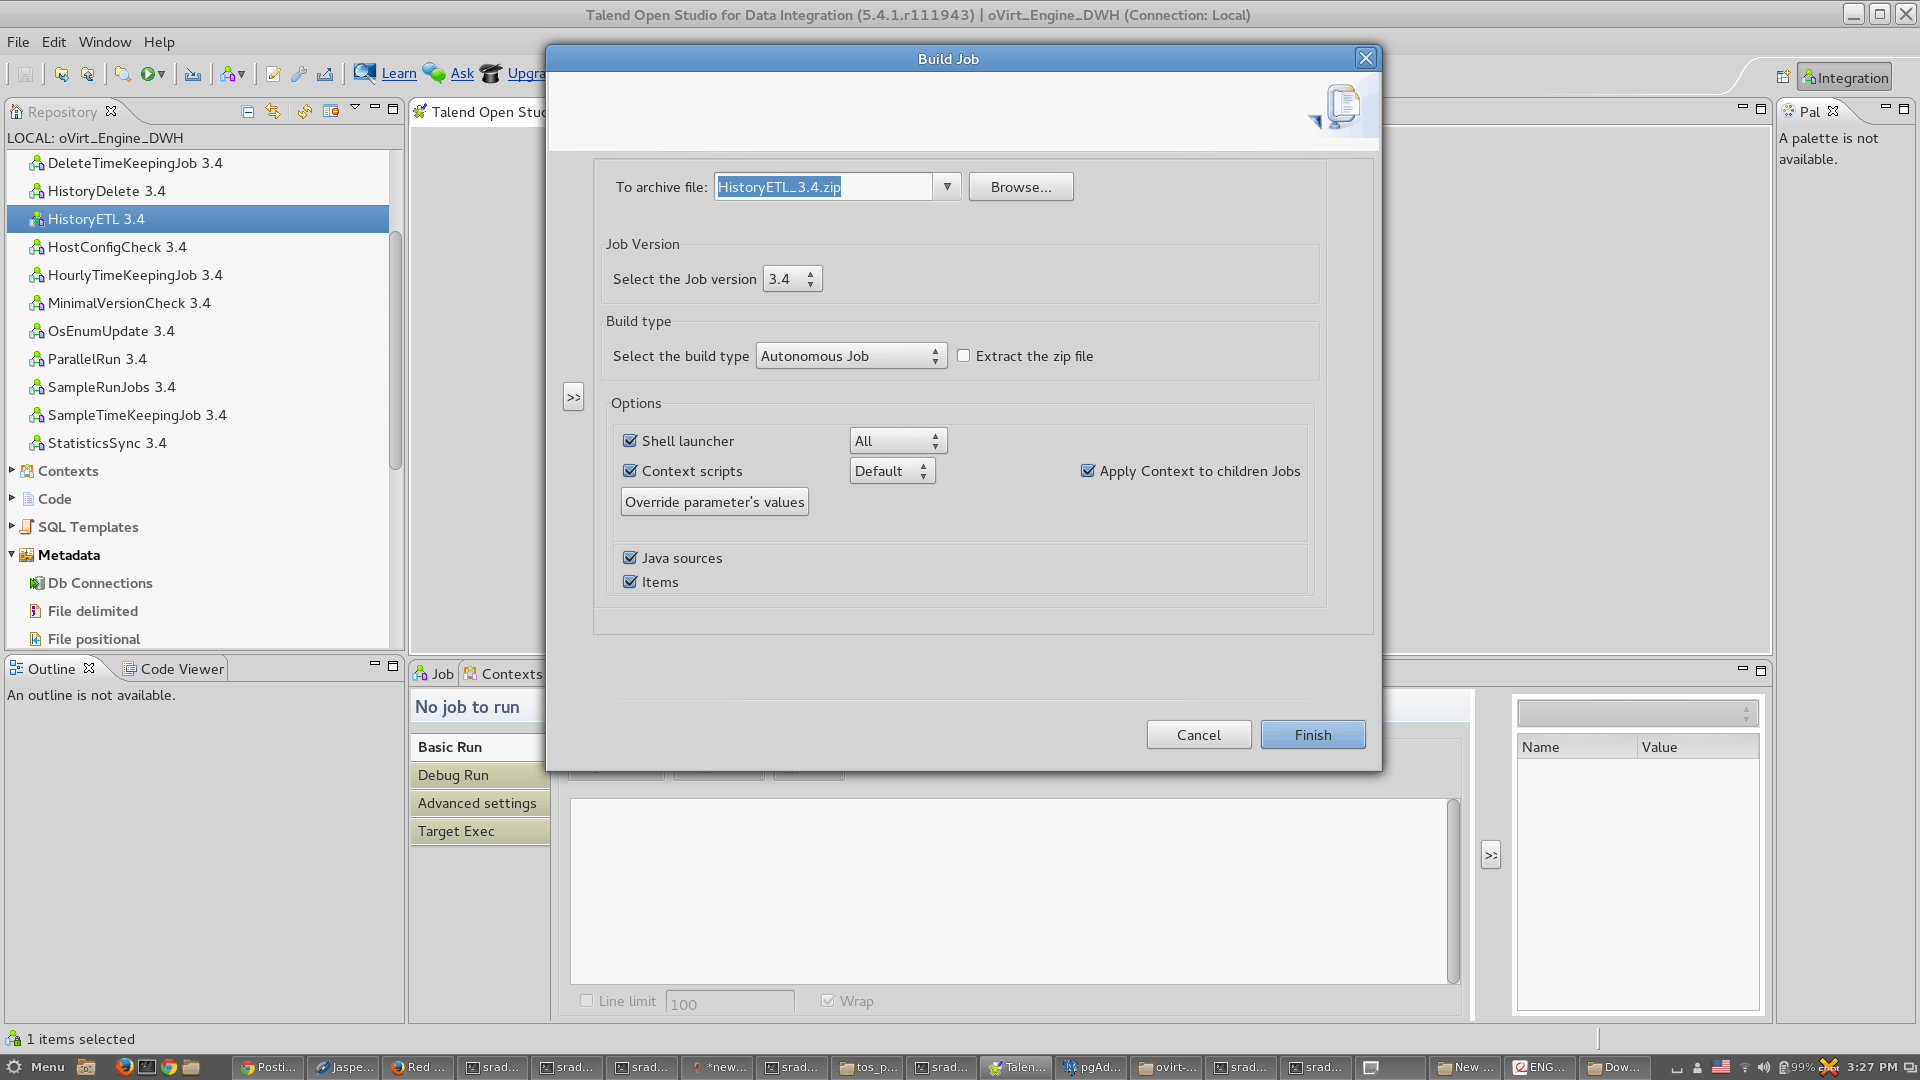 Talend Open Studio for Data Integration (5.4.1.r111943) | oVirt_Engine_DWH (Connection: Local)
File Edit Window Help
Learn Ask Upgra
Integration
Repository
LOCAL: oVirt_Engine_DWH
DeleteTimeKeepingJob 3.4
HistoryDelete 3.4
HistoryETL 3.4
HostConfigCheck 3.4
HourlyTimeKeepingJob 3.4
MinimalVersionCheck 3.4
OsEnumUpdate 3.4
ParallelRun 3.4
SampleRunJobs 3.4
SampleTimeKeepingJob 3.4
StatisticsSync 3.4
Contexts
Code
SQL Templates
Metadata
Db Connections
File delimited
File positional
Outline Code Viewer
An outline is not available.
Talend Open Stud
Build Job
To archive file: HistoryETL_3.4.zip Browse...
Job Version
Select the Job version 3.4
Build type
Select the build type Autonomous Job Extract the zip file
>>
Options
Shell launcher All
Context scripts Default Apply Context to children Jobs
Override parameter's values
Java sources
Items
Cancel Finish
Pal
A palette is not
available.
Job Contexts
No job to run
Basic Run
Debug Run
Advanced settings
Target Exec
Line limit 100 Wrap
>>
Name Value
1 items selected
Menu Posti... Jaspe... Red ... srad... srad... srad... *new... srad... tos_p... srad... Talen... pgAd... ovirt-... srad... srad... New ... ENG... Dow... 99% 3:27 PM